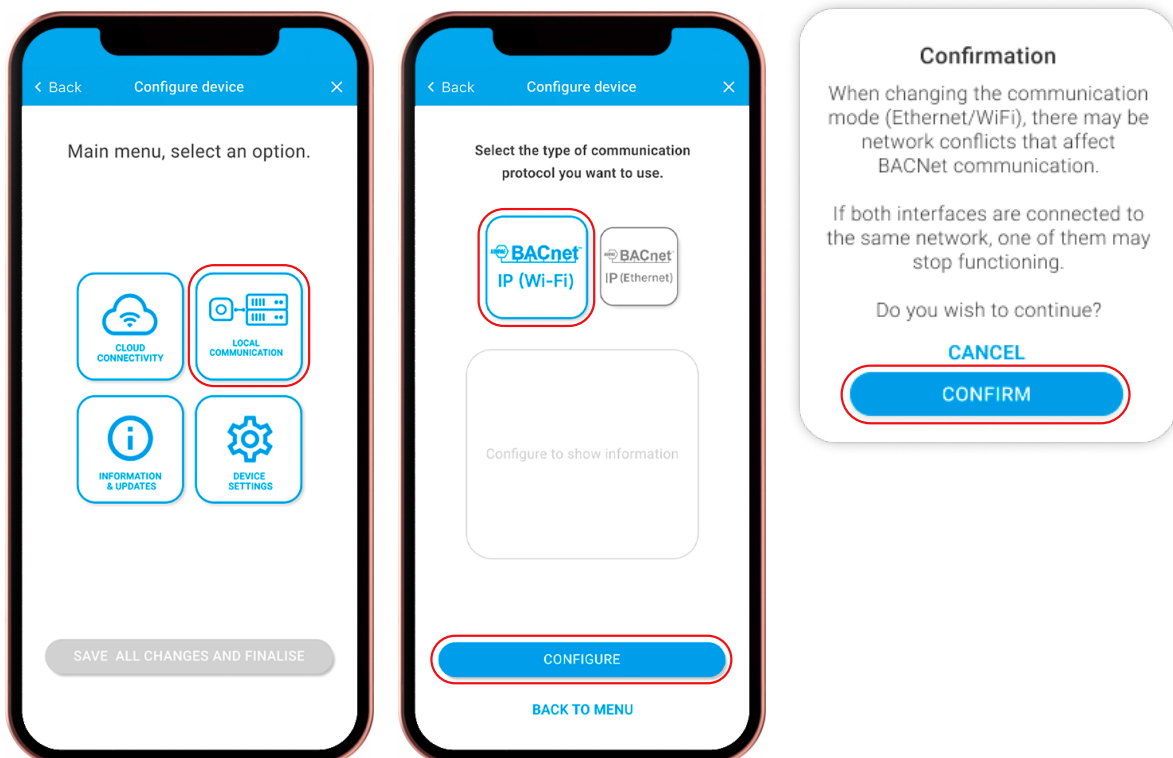 Back
Configure device
Main menu, select an option.
CLOUD
CONNECTIVITY
LOCAL
COMMUNICATION
INFORMATION
& UPDATES
DEVICE
SETTINGS
SAVE ALL CHANGES AND FINALISE
Back
Configure device
Select the type of communication
protocol you want to use.
BACnet
IP (Wi-Fi)
BACnet
IP (Ethernet)
Configure to show information
CONFIGURE
BACK TO MENU
Confirmation
When changing the communication
mode (Ethernet/WiFi), there may be
network conflicts that affect
BACNet communication.
If both interfaces are connected to
the same network, one of them may
stop functioning.
Do you wish to continue?
CANCEL
CONFIRM